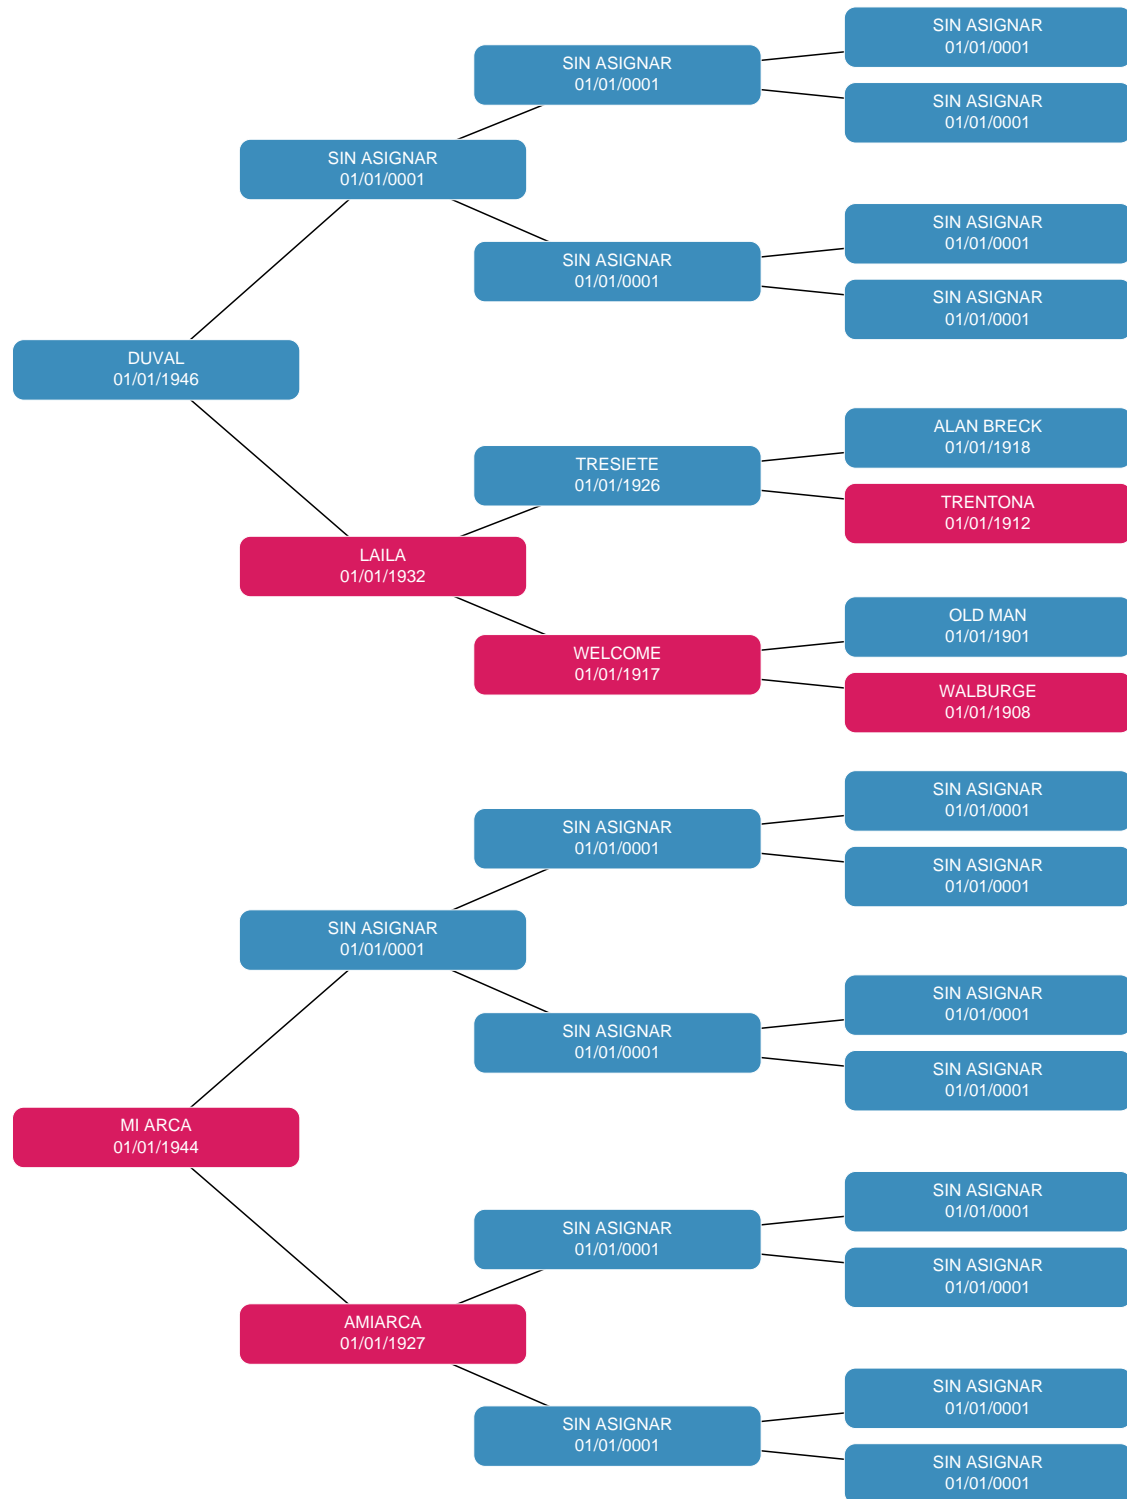 SIN ASIGNAR
01/01/0001
SIN ASIGNAR
01/01/0001
SIN ASIGNAR
01/01/0001
SIN ASIGNAR
01/01/0001
SIN ASIGNAR
01/01/0001
SIN ASIGNAR
01/01/0001
SIN ASIGNAR
01/01/0001
DUVAL
01/01/1946
ALAN BRECK
01/01/1918
TRESIETE
01/01/1926
TRENTONA
01/01/1912
LAILA
01/01/1932
OLD MAN
01/01/1901
WELCOME
01/01/1917
WALBURGE
01/01/1908
SIN ASIGNAR
01/01/0001
SIN ASIGNAR
01/01/0001
SIN ASIGNAR
01/01/0001
SIN ASIGNAR
01/01/0001
SIN ASIGNAR
01/01/0001
SIN ASIGNAR
01/01/0001
SIN ASIGNAR
01/01/0001
MI ARCA
01/01/1944
SIN ASIGNAR
01/01/0001
SIN ASIGNAR
01/01/0001
SIN ASIGNAR
01/01/0001
AMIARCA
01/01/1927
SIN ASIGNAR
01/01/0001
SIN ASIGNAR
01/01/0001
SIN ASIGNAR
01/01/0001